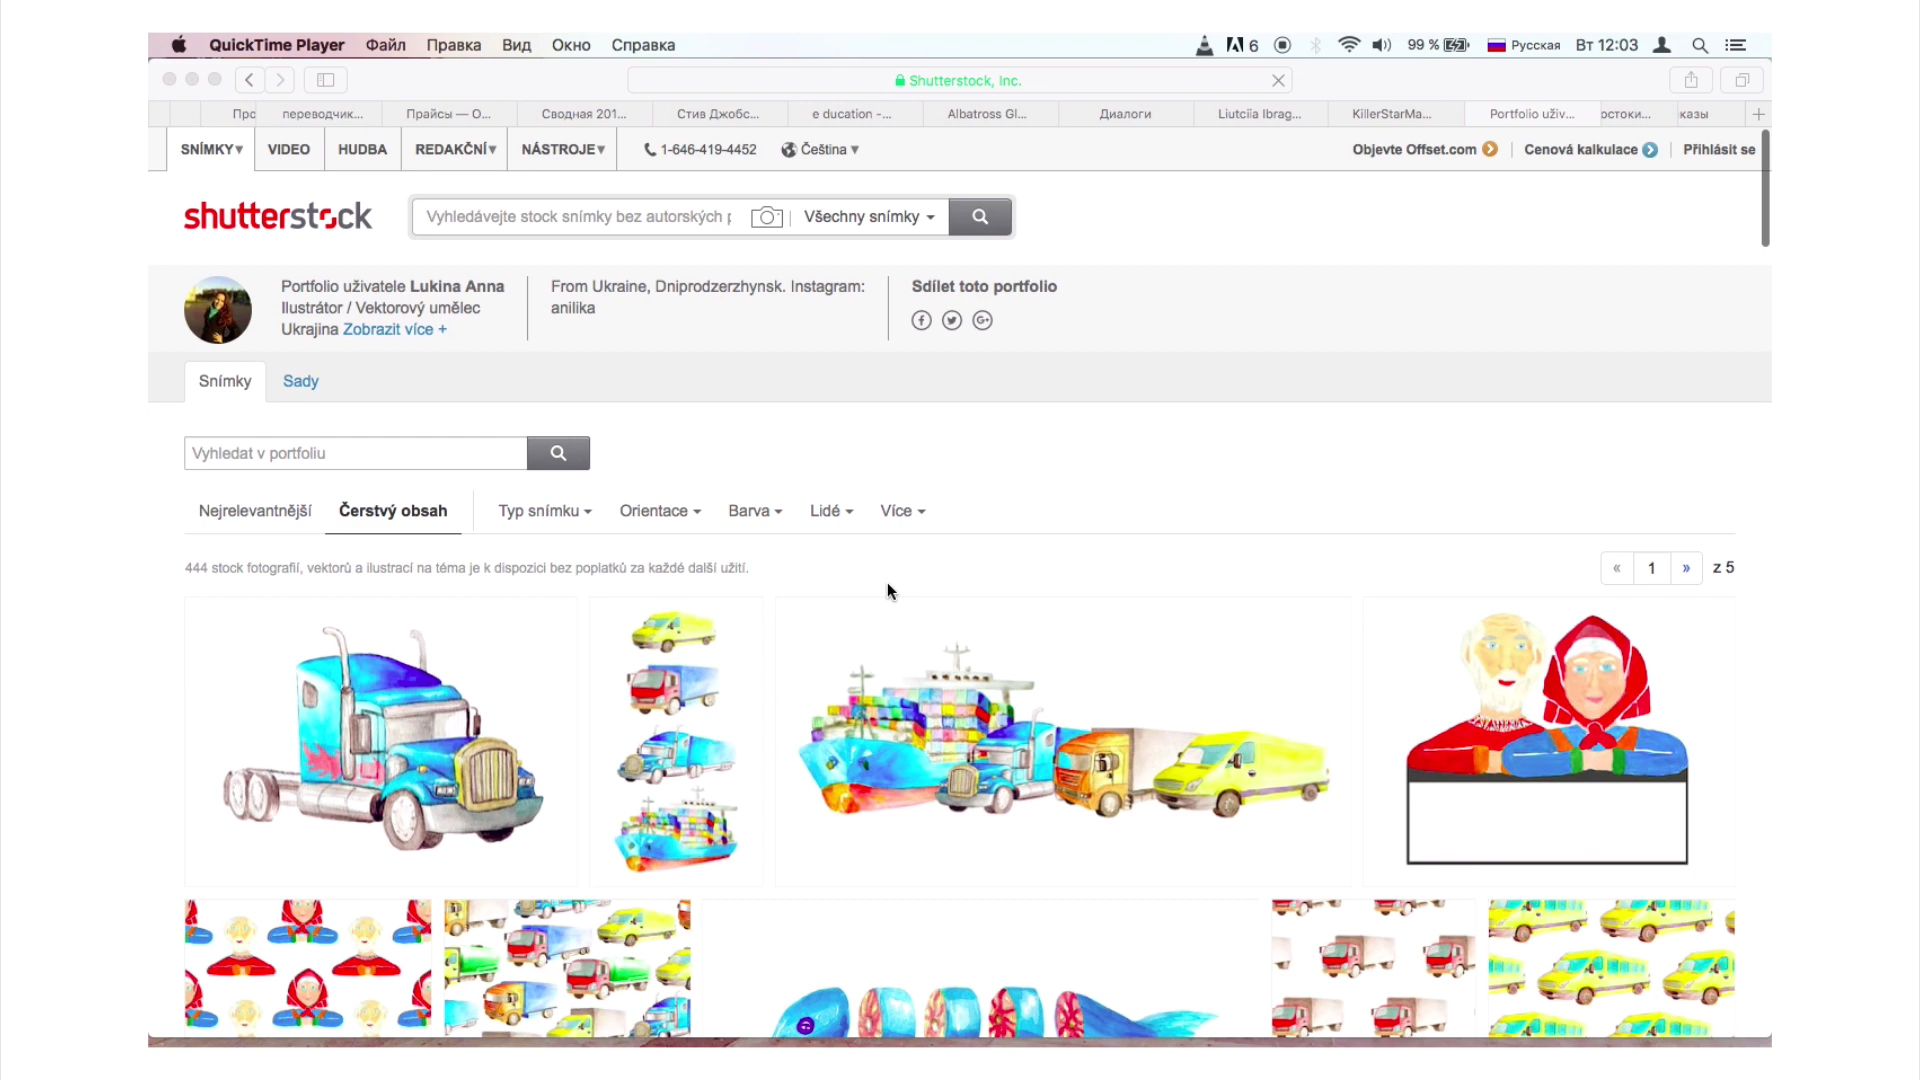 QuickTime Player Файл Правка Вид Окно Справка
6 99 % Русская Вт 12:03
Shutterstock, Inc.
Прс переводчик... Прайсы — О... Сводная 201... Стив Джобс... e ducation -... Albatross Gl... Диалоги Liutciia Ibrag... KillerStarMa... Portfolio uživ... остоки... казы
SNÍMKY VIDEO HUDBA REDAKČNÍ NÁSTROJE 1-646-419-4452 Čeština Objevte Offset.com Cenová kalkulace Přihlásit se
shutterstock
Vyhledávejte stock snímky bez autorských p Všechny snímky
Portfolio uživatele Lukina Anna
Ilustrátor / Vektorový umělec
Ukrajina Zobrazit více +
From Ukraine, Dniprodzerzhynsk. Instagram:
anilika
Sdílet toto portfolio
Snímky Sady
Vyhledat v portfoliu
Nejrelevantnější Čerstvý obsah Typ snímku Orientace Barva Lidé Více
444 stock fotografií, vektorů a ilustrací na téma je k dispozici bez poplatků za každé další užití.
« 1 » z 5